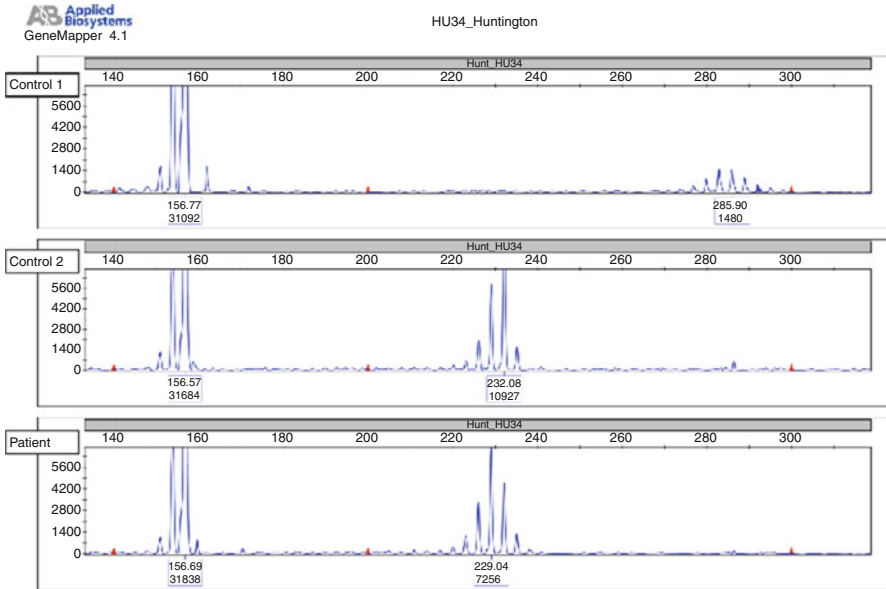 AB Applied
Biosystems
GeneMapper 4.1
HU34_Huntington
Hunt_HU34
Control 1
140 160 180 200 220 240 260 280 300
5600
4200
2800
1400
0
156.77
31092
285.90
1480
Hunt_HU34
Control 2
140 160 180 200 220 240 260 280 300
5600
4200
2800
1400
0
156.57
31684
232.08
10927
Hunt_HU34
Patient
140 160 180 200 220 240 260 280 300
5600
4200
2800
1400
0
156.69
31838
229.04
7256